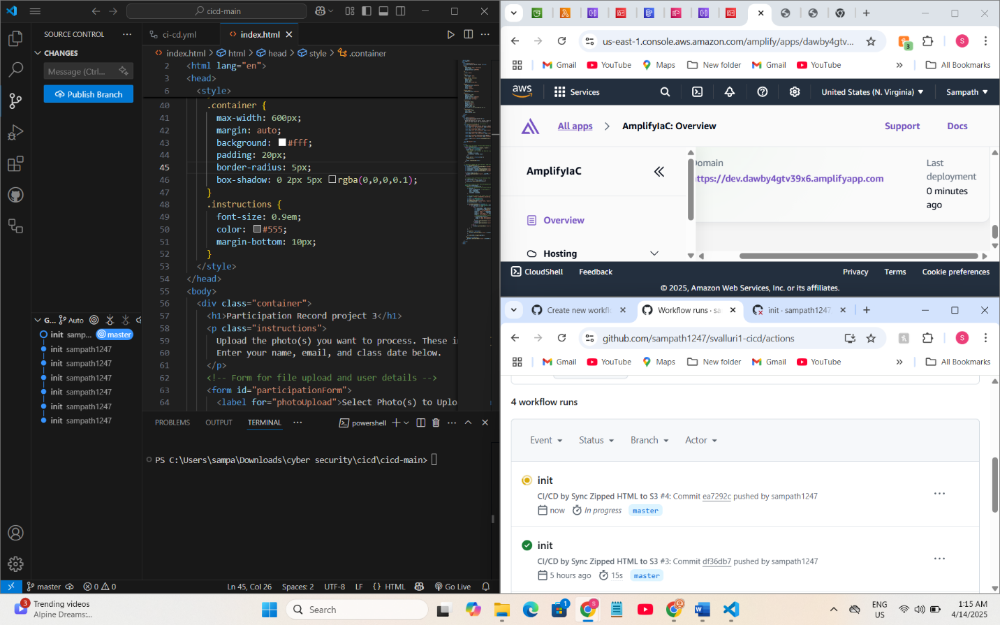 cicd-main
SOURCE CONTROL
CHANGES
Message (Ctrl...
Publish Branch
G...
Auto
init samp... master
init sampath1247
init sampath1247
init sampath1247
init sampath1247
init sampath1247
init sampath1247
ci-cd.yml
index.html
index.html > html > head > style > .container
2 <html lang="en">
3 <head>
6 <style>
40 .container {
41 max-width: 600px;
42 margin: auto;
43 background: #fff;
44 padding: 20px;
45 border-radius: 5px;
46 box-shadow: 0 2px 5px rgba(0,0,0,0.1);
47 }
48 .instructions {
49 font-size: 0.9em;
50 color: #555;
51 margin-bottom: 10px;
52 }
53 </style>
54 </head>
55 <body>
56 <div class="container">
57 <h1>Participation Record project 3</h1>
58 <p class="instructions">
59 Upload the photo(s) you want to process. These i
60 Enter your name, email, and class date below.
61 </p>
62 <!-- Form for file upload and user details -->
63 <form id="participationForm">
64 <label for="photoUpload">Select Photo(s) to Uplo
PROBLEMS OUTPUT TERMINAL
powershell
PS C:\Users\sampa\Downloads\cyber security\cicd\cicd-main>
master
0 0
Ln 45, Col 26 Spaces: 2 UTF-8 LF {} HTML Go Live
us-east-1.console.aws.amazon.com/amplify/apps/dawby4gtv...
3
S
Gmail YouTube Maps New folder Gmail YouTube » All Bookmarks
aws Services United States (N. Virginia) Sampath
All apps > AmplifyIaC: Overview Support Docs
AmplifyIaC
Overview
Hosting
Domain
https://dev.dawby4gtv39x6.amplifyapp.com
Last
deployment
0 minutes
ago
CloudShell Feedback Privacy Terms Cookie preferences
© 2025, Amazon Web Services, Inc. or its affiliates.
Create new workfl
Workflow runs · sa
init · sampath1247
github.com/sampath1247/svalluri1-cicd/actions
S
Gmail YouTube Maps New folder Gmail YouTube » All Bookmarks
4 workflow runs
Event Status Branch Actor
init
CI/CD by Sync Zipped HTML to S3 #4: Commit ea7292c pushed by sampath1247
now In progress master
init
CI/CD by Sync Zipped HTML to S3 #3: Commit df36db7 pushed by sampath1247
5 hours ago 15s master
3
Trending videos
Alpine Dreams:...
Search
1
S
ENG
US
1:15 AM
4/14/2025